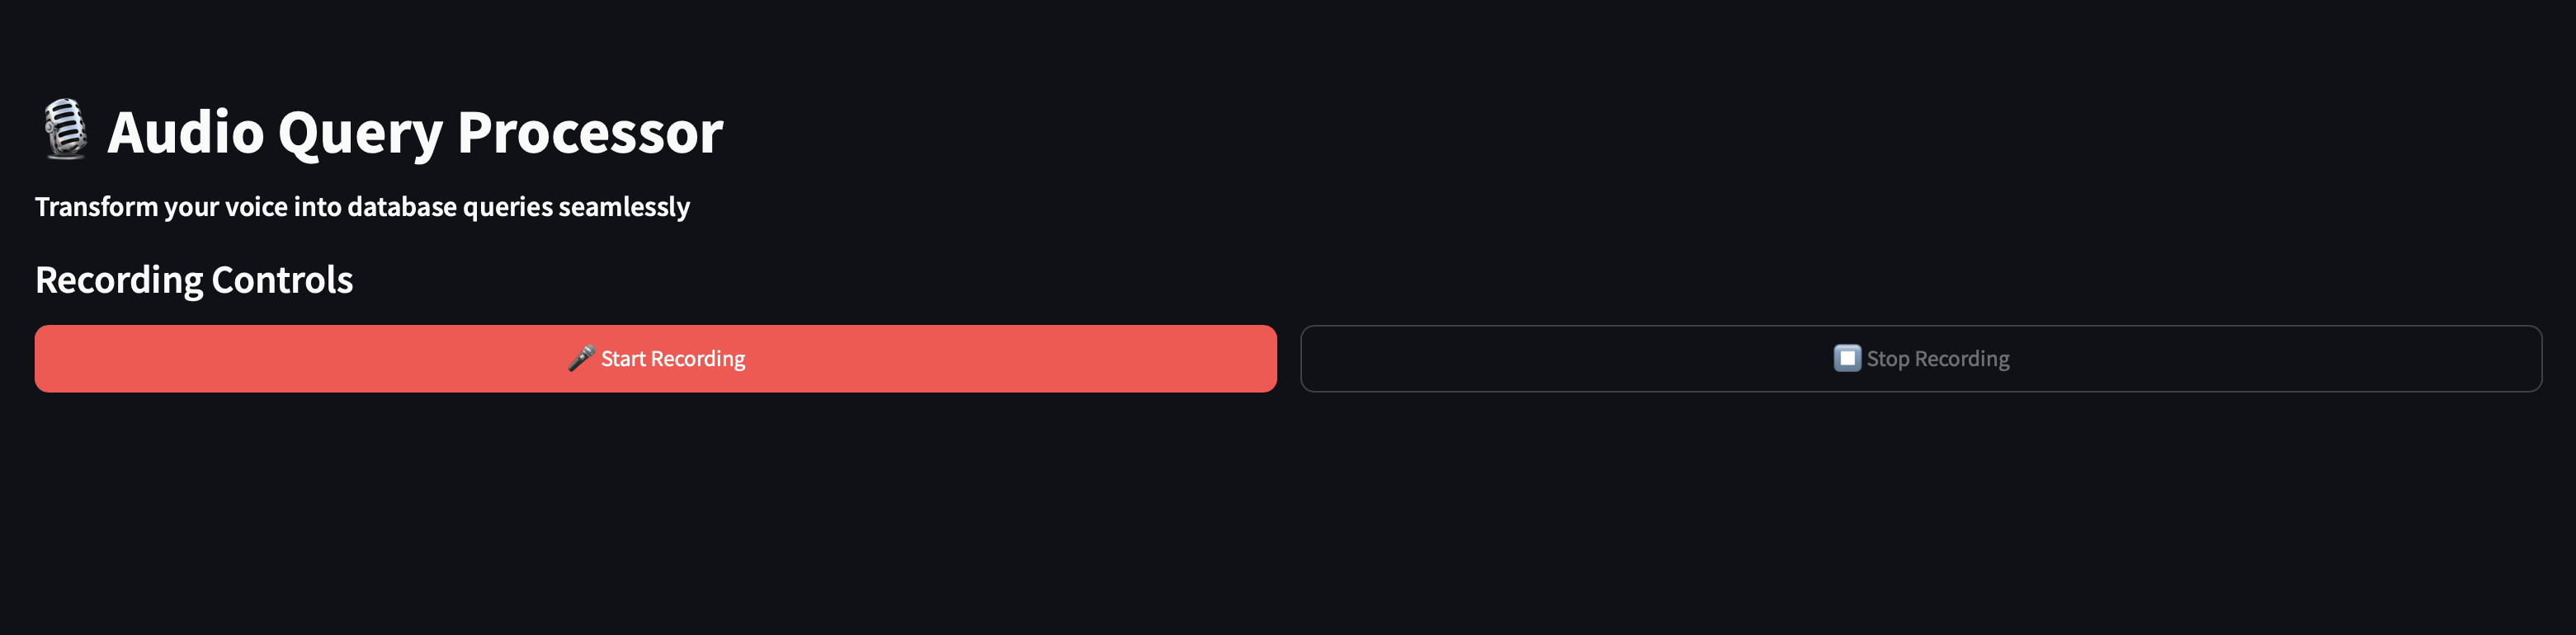 Audio Query Processor
Transform your voice into database queries seamlessly
Recording Controls
Start Recording
Stop Recording